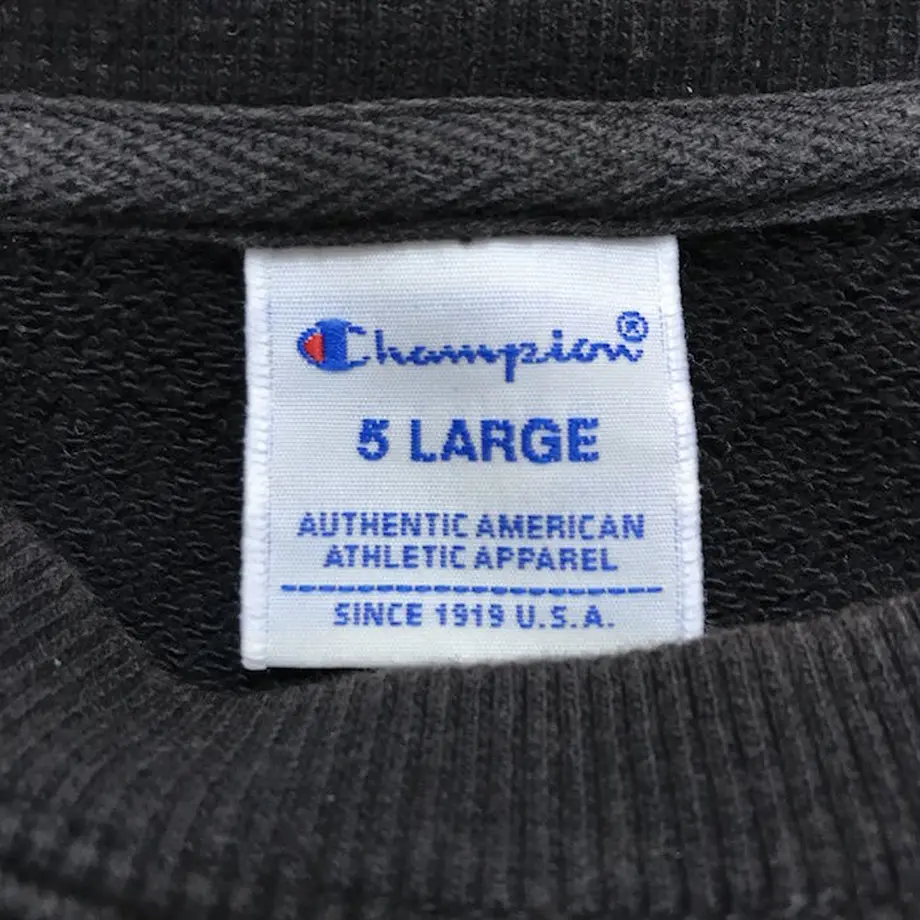 Champion®
5 LARGE
AUTHENTIC AMERICAN
ATHLETIC APPAREL
SINCE 1919 U.S.A.